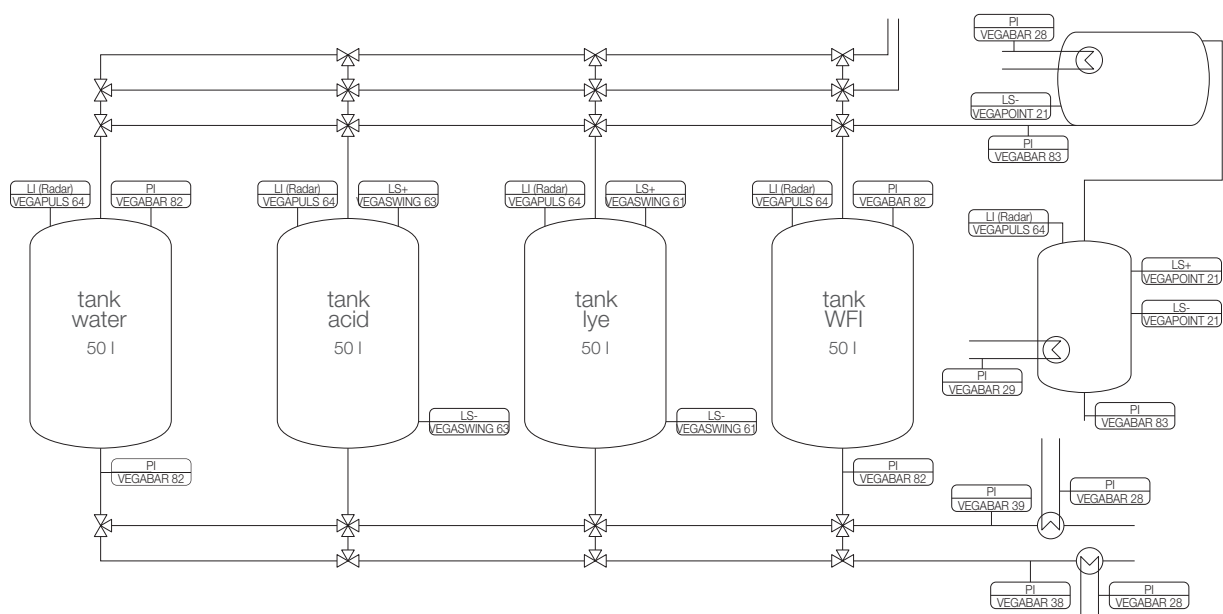 PI
VEGABAR 28
LS-
VEGAPOINT 21
PI
VEGABAR 83
LI (Radar)
VEGAPULS 64
PI
VEGABAR 82
LI (Radar)
VEGAPULS 64
LS+
VEGASWING 63
LI (Radar)
VEGAPULS 64
LS+
VEGASWING 61
LI (Radar)
VEGAPULS 64
PI
VEGABAR 82
LI (Radar)
VEGAPULS 64
LS+
VEGAPOINT 21
LS-
VEGAPOINT 21
tank
water
50 l
tank
acid
50 l
tank
lye
50 l
tank
WFI
50 l
PI
VEGABAR 29
PI
VEGABAR 83
LS-
VEGASWING 63
LS-
VEGASWING 61
PI
VEGABAR 82
PI
VEGABAR 82
PI
VEGABAR 39
PI
VEGABAR 28
PI
VEGABAR 38
PI
VEGABAR 28